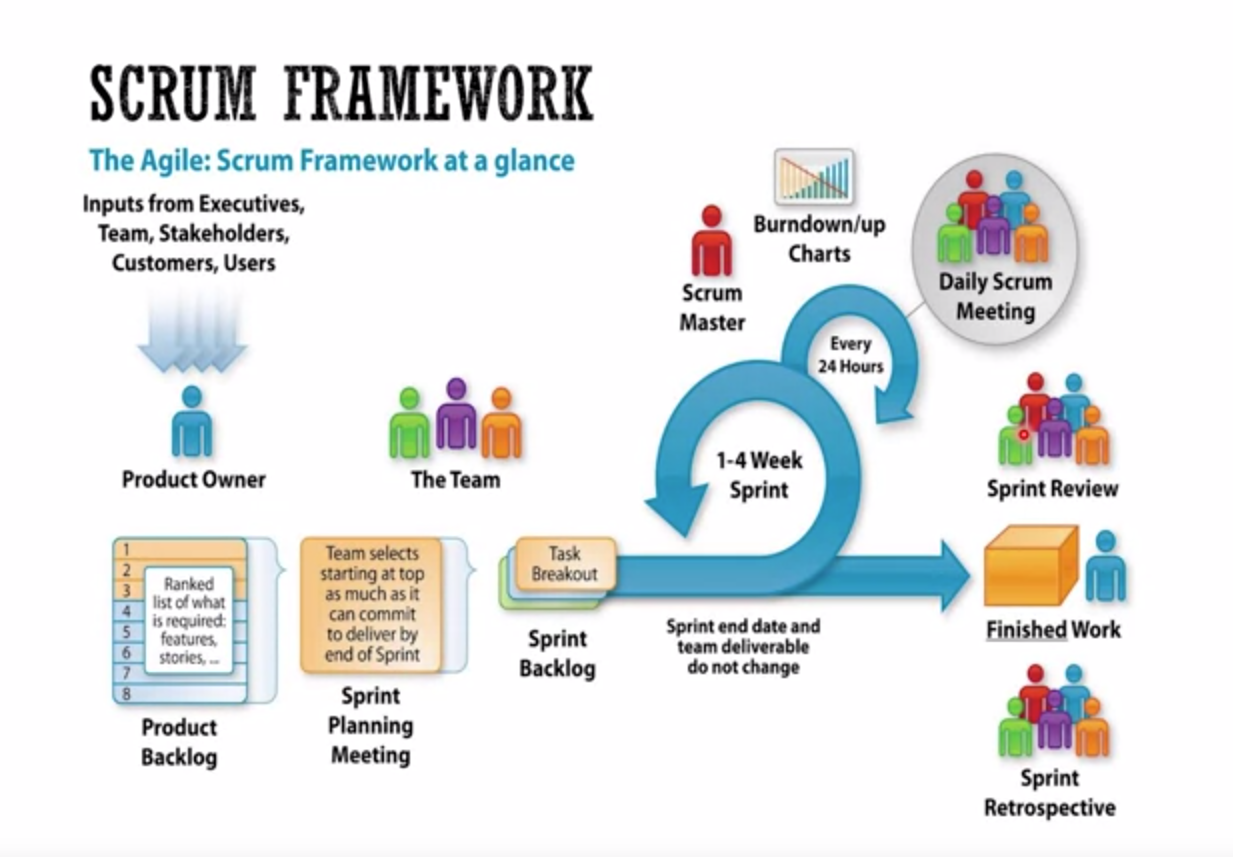 SCRUM FRAMEWORK
The Agile: Scrum Framework at a glance
Inputs from Executives,
Team, Stakeholders,
Customers, Users
Product Owner
The Team
Scrum
Master
Burndown/up
Charts
Daily Scrum
Meeting
Every
24 Hours
1-4 Week
Sprint
Sprint Review
1
2
3
4
5
6
7
8
Ranked
list of what
is required:
features,
stories, ...
Product
Backlog
Team selects
starting at top
as much as it
can commit
to deliver by
end of Sprint
Sprint
Planning
Meeting
Task
Breakout
Sprint
Backlog
Sprint end date and
team deliverable
do not change
Finished Work
Sprint
Retrospective